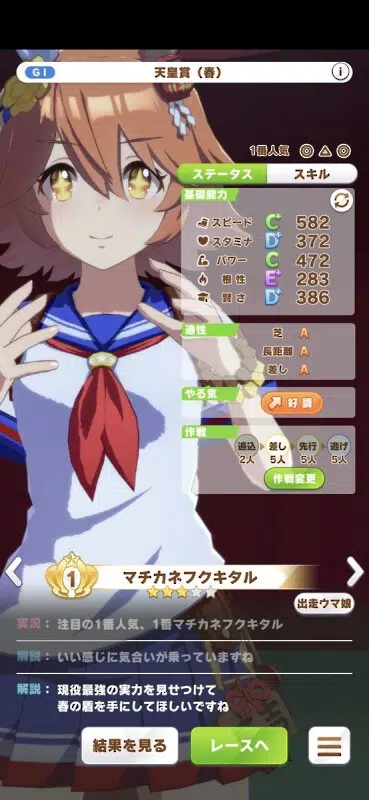 GⅠ
天皇賞（春）
i
1番人気 ◎ △ ◎
ステータス スキル
基礎能力
スピード C+ 582
スタミナ D+ 372
パワー C 472
根性 E+ 283
賢さ D+ 386
適性
芝 A
長距離 A
差し A
やる気
好調
作戦
追込 差し 先行 逃げ
2人 5人 5人 5人
作戦変更
1 マチカネフクキタル
出走ウマ娘
実況： 注目の1番人気、1番マチカネフクキタル
解説： いい感じに気合いが乗っていますね
解説： 現役最強の実力を見せつけて
春の盾を手にしてほしいですね
結果を見る レースへ